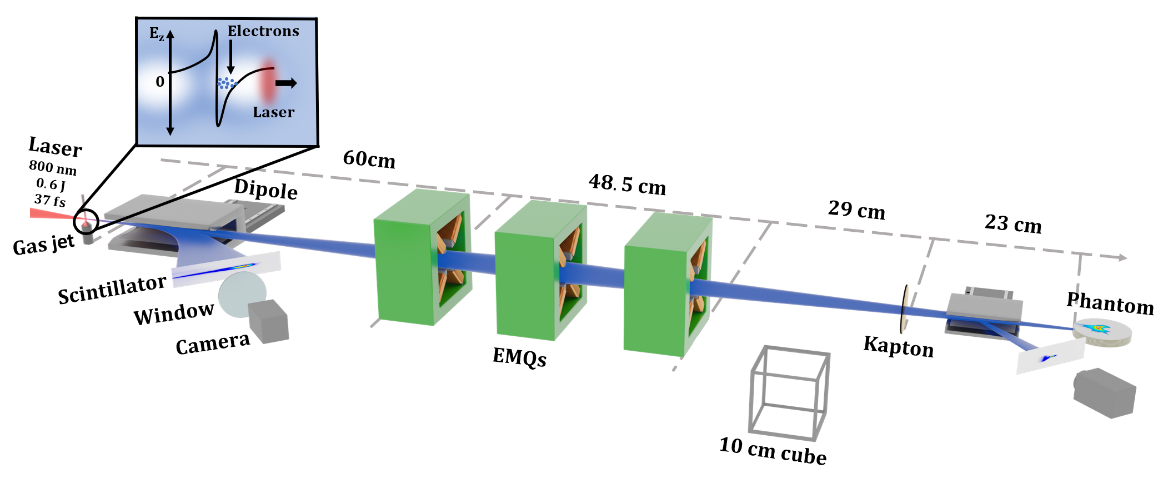 E_z
Electrons
0
Laser
Laser
800 nm
0.6 J
37 fs
Gas jet
Dipole
60cm
48.5 cm
29 cm
23 cm
Scintillator
Window
Camera
EMQs
Kapton
Phantom
10 cm cube